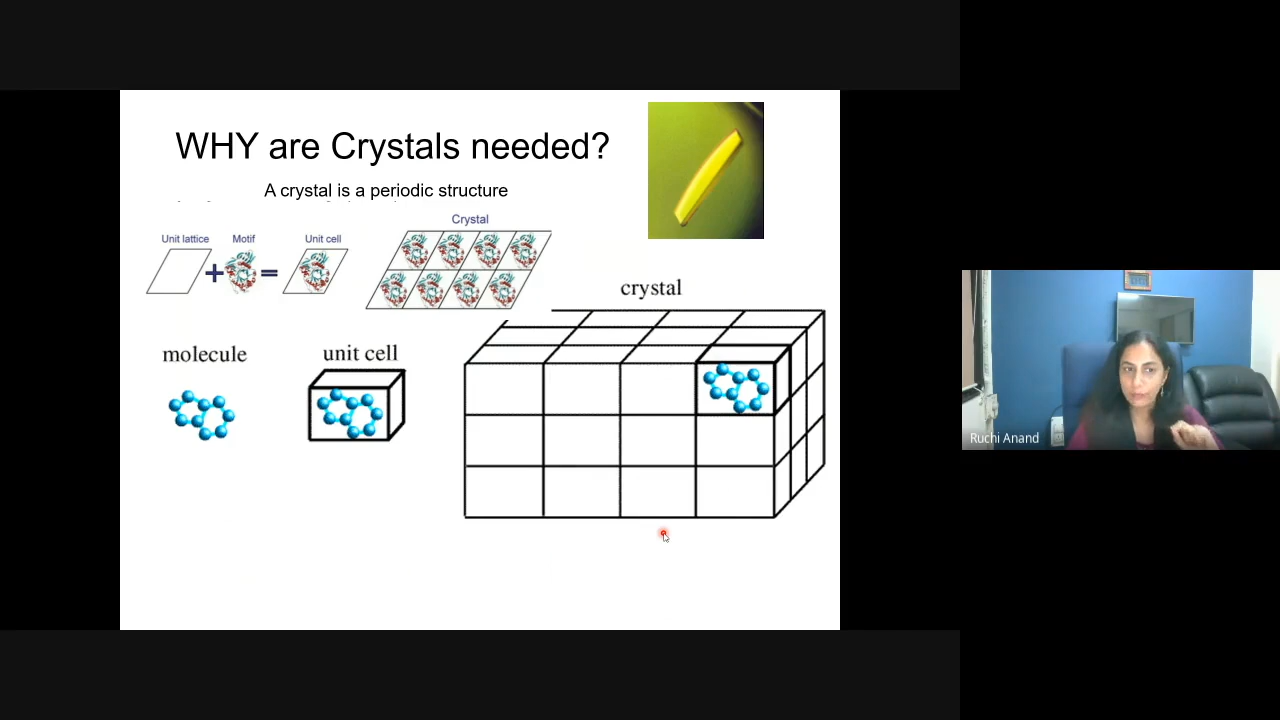 WHY are Crystals needed?
A crystal is a periodic structure
Crystal
Unit lattice
Motif
Unit cell
crystal
molecule
unit cell
Ruchi Anand